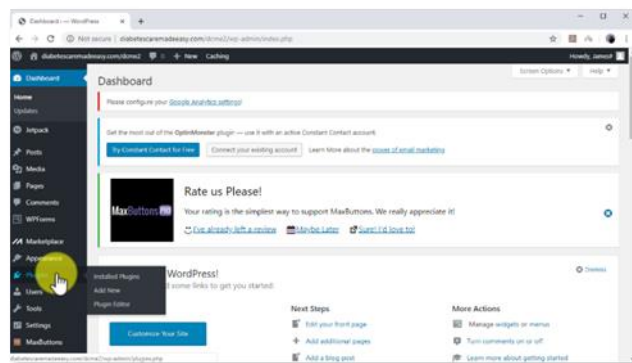 Dashboard ‹ — WordPress
Not secure | diabetescaremadeeasy.com/dcme2/wp-admin/index.php
diabetescaremadeeasy.com/dcme2
New
Caching
Howdy,
Dashboard
Home
Updates
Jetpack
Posts
Media
Pages
Comments
WPForms
Marketplace
Appearance
Plugins
Users
Tools
Settings
MaxButtons
Installed Plugins
Add New
Plugin Editor
Screen Options
Help
Dashboard
Please configure your Google Analytics settings!
Get the most out of the OptinMonster plugin — use it with an active Constant Contact account.
Try Constant Contact for Free
Connect your existing account
Learn More about the power of email marketing
MaxButtons PRO
Rate us Please!
Your rating is the simplest way to support MaxButtons. We really appreciate it!
I've already left a review
Maybe Later
Sure! I'd love to!
WordPress!
some links to get you started:
Dismiss
Customize Your Site
Next Steps
Edit your front page
Add additional pages
Add a blog post
More Actions
Manage widgets or menus
Turn comments on or off
Learn more about getting started
diabetescaremadeeasy.com/dcme2/wp-admin/plugins.php